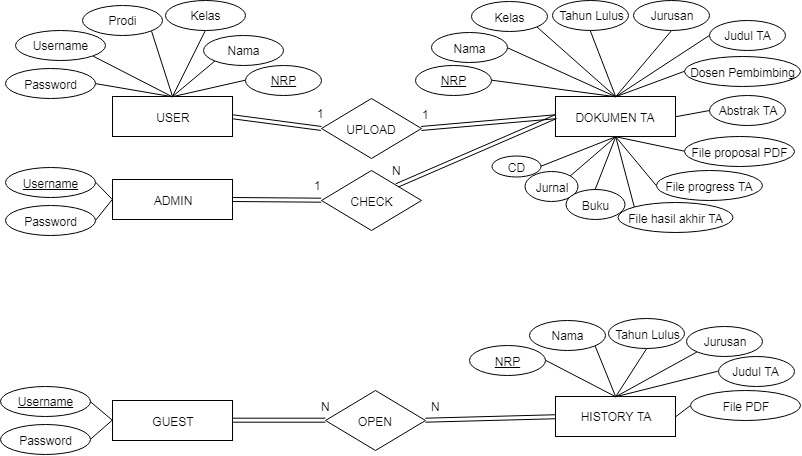 Prodi
Kelas
Username
Nama
Password
NRP
USER
1
UPLOAD
1
Kelas
Tahun Lulus
Jurusan
Nama
Judul TA
NRP
Dosen Pembimbing
DOKUMEN TA
Abstrak TA
File proposal PDF
CD
Jurnal
File progress TA
Buku
File hasil akhir TA
Username
Password
ADMIN
1
CHECK
N
Nama
Tahun Lulus
Jurusan
NRP
Judul TA
Username
Password
GUEST
N
OPEN
N
HISTORY TA
File PDF